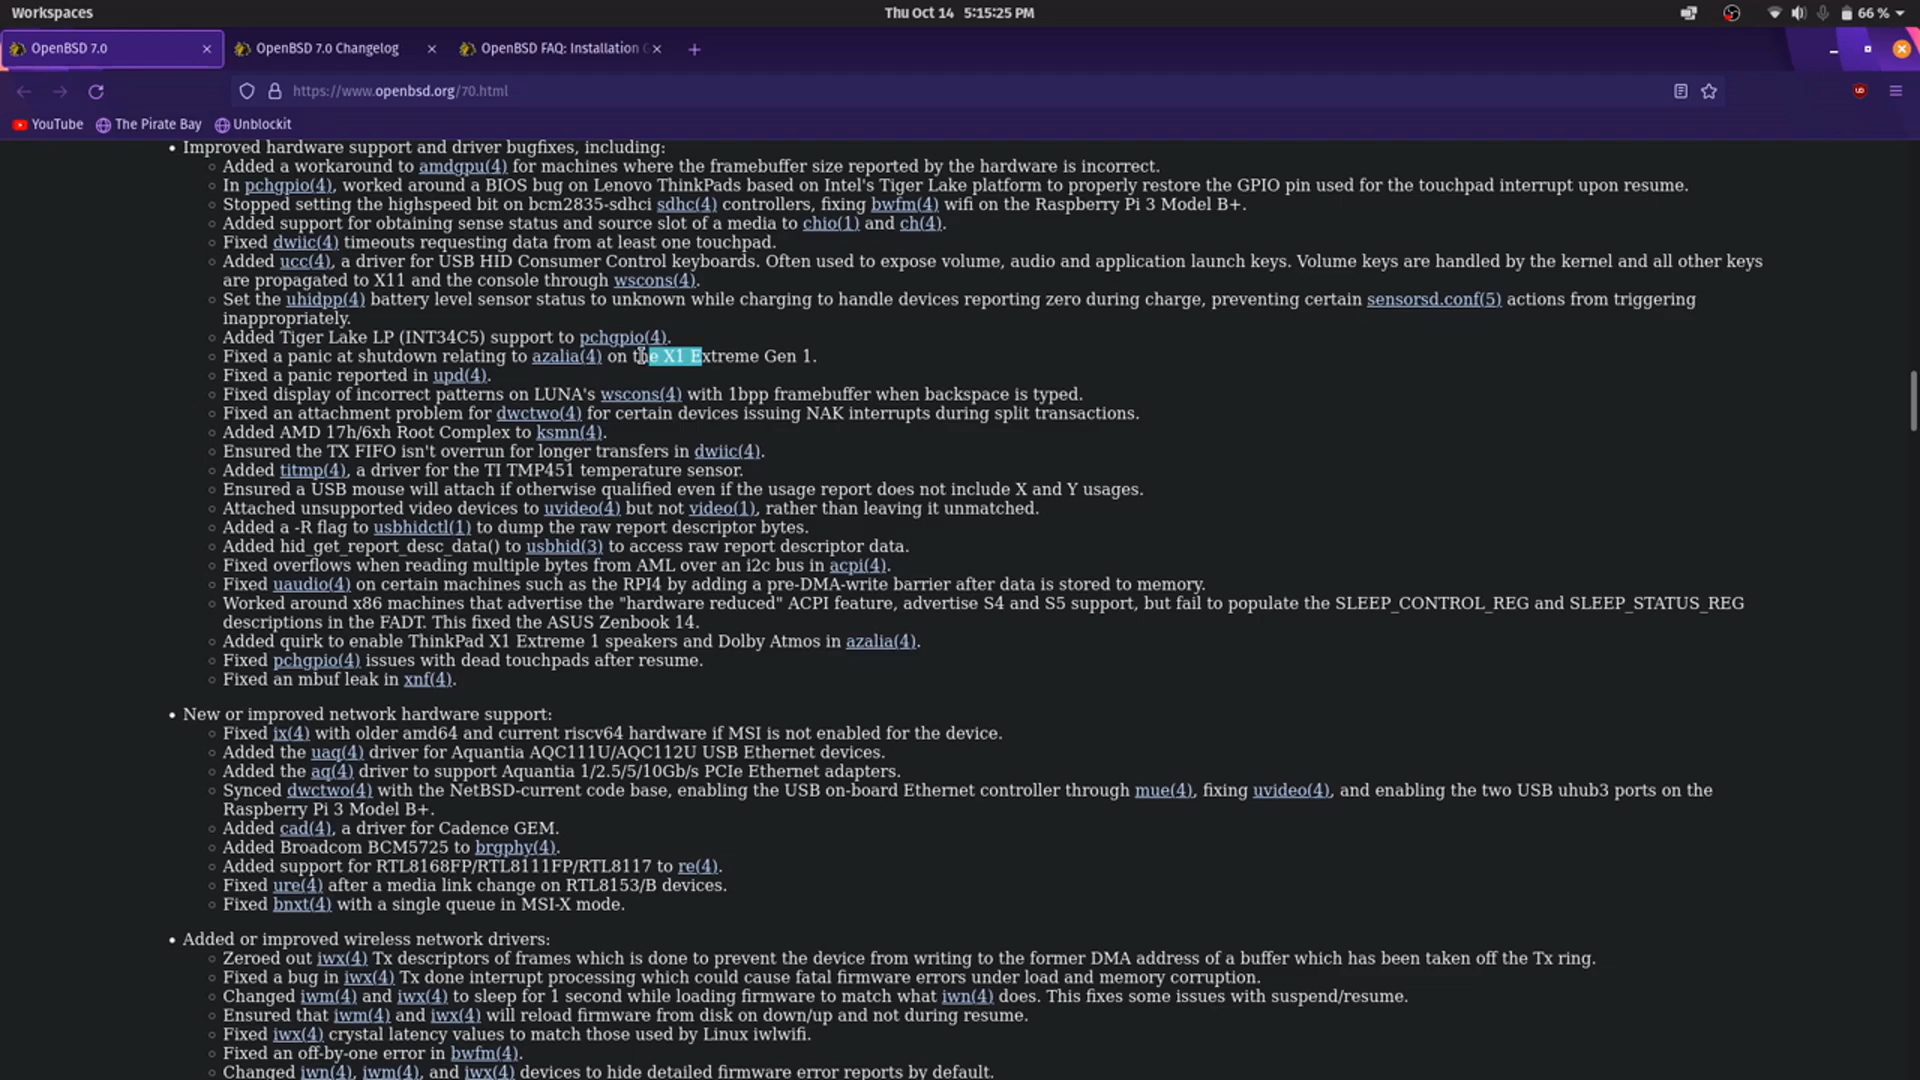 Workspaces
Thu Oct 14 5:15:25 PM
66 %
OpenBSD 7.0
OpenBSD 7.0 Changelog
OpenBSD FAQ: Installation
https://www.openbsd.org/70.html
YouTube
The Pirate Bay
Unblockit
• Improved hardware support and driver bugfixes, including:
◦ Added a workaround to amdgpu(4) for machines where the framebuffer size reported by the hardware is incorrect.
◦ In pchgpio(4), worked around a BIOS bug on Lenovo ThinkPads based on Intel's Tiger Lake platform to properly restore the GPIO pin used for the touchpad interrupt upon resume.
◦ Stopped setting the highspeed bit on bcm2835-sdhci sdhc(4) controllers, fixing bwfm(4) wifi on the Raspberry Pi 3 Model B+.
◦ Added support for obtaining sense status and source slot of a media to chio(1) and ch(4).
◦ Fixed dwiic(4) timeouts requesting data from at least one touchpad.
◦ Added ucc(4), a driver for USB HID Consumer Control keyboards. Often used to expose volume, audio and application launch keys. Volume keys are handled by the kernel and all other keys
are propagated to X11 and the console through wscons(4).
◦ Set the uhidpp(4) battery level sensor status to unknown while charging to handle devices reporting zero during charge, preventing certain sensorsd.conf(5) actions from triggering
inappropriately.
◦ Added Tiger Lake LP (INT34C5) support to pchgpio(4).
◦ Fixed a panic at shutdown relating to azalia(4) on the X1 Extreme Gen 1.
◦ Fixed a panic reported in upd(4).
◦ Fixed display of incorrect patterns on LUNA's wscons(4) with 1bpp framebuffer when backspace is typed.
◦ Fixed an attachment problem for dwctwo(4) for certain devices issuing NAK interrupts during split transactions.
◦ Added AMD 17h/6xh Root Complex to ksmn(4).
◦ Ensured the TX FIFO isn't overrun for longer transfers in dwiic(4).
◦ Added titmp(4), a driver for the TI TMP451 temperature sensor.
◦ Ensured a USB mouse will attach if otherwise qualified even if the usage report does not include X and Y usages.
◦ Attached unsupported video devices to uvideo(4) but not video(1), rather than leaving it unmatched.
◦ Added a -R flag to usbhidctl(1) to dump the raw report descriptor bytes.
◦ Added hid_get_report_desc_data() to usbhid(3) to access raw report descriptor data.
◦ Fixed overflows when reading multiple bytes from AML over an i2c bus in acpi(4).
◦ Fixed uaudio(4) on certain machines such as the RPI4 by adding a pre-DMA-write barrier after data is stored to memory.
◦ Worked around x86 machines that advertise the "hardware reduced" ACPI feature, advertise S4 and S5 support, but fail to populate the SLEEP_CONTROL_REG and SLEEP_STATUS_REG
descriptions in the FADT. This fixed the ASUS Zenbook 14.
◦ Added quirk to enable ThinkPad X1 Extreme 1 speakers and Dolby Atmos in azalia(4).
◦ Fixed pchgpio(4) issues with dead touchpads after resume.
◦ Fixed an mbuf leak in xnf(4).
• New or improved network hardware support:
◦ Fixed ix(4) with older amd64 and current riscv64 hardware if MSI is not enabled for the device.
◦ Added the uaq(4) driver for Aquantia AQC111U/AQC112U USB Ethernet devices.
◦ Added the aq(4) driver to support Aquantia 1/2.5/5/10Gb/s PCIe Ethernet adapters.
◦ Synced dwctwo(4) with the NetBSD-current code base, enabling the USB on-board Ethernet controller through mue(4), fixing uvideo(4), and enabling the two USB uhub3 ports on the
Raspberry Pi 3 Model B+.
◦ Added cad(4), a driver for Cadence GEM.
◦ Added Broadcom BCM5725 to brgphy(4).
◦ Added support for RTL8168FP/RTL8111FP/RTL8117 to re(4).
◦ Fixed ure(4) after a media link change on RTL8153/B devices.
◦ Fixed bnxt(4) with a single queue in MSI-X mode.
• Added or improved wireless network drivers:
◦ Zeroed out iwx(4) Tx descriptors of frames which is done to prevent the device from writing to the former DMA address of a buffer which has been taken off the Tx ring.
◦ Fixed a bug in iwx(4) Tx done interrupt processing which could cause fatal firmware errors under load and memory corruption.
◦ Changed iwm(4) and iwx(4) to sleep for 1 second while loading firmware to match what iwn(4) does. This fixes some issues with suspend/resume.
◦ Ensured that iwm(4) and iwx(4) will reload firmware from disk on down/up and not during resume.
◦ Fixed iwx(4) crystal latency values to match those used by Linux iwlwifi.
◦ Fixed an off-by-one error in bwfm(4).
◦ Changed iwn(4), iwm(4), and iwx(4) devices to hide detailed firmware error reports by default.